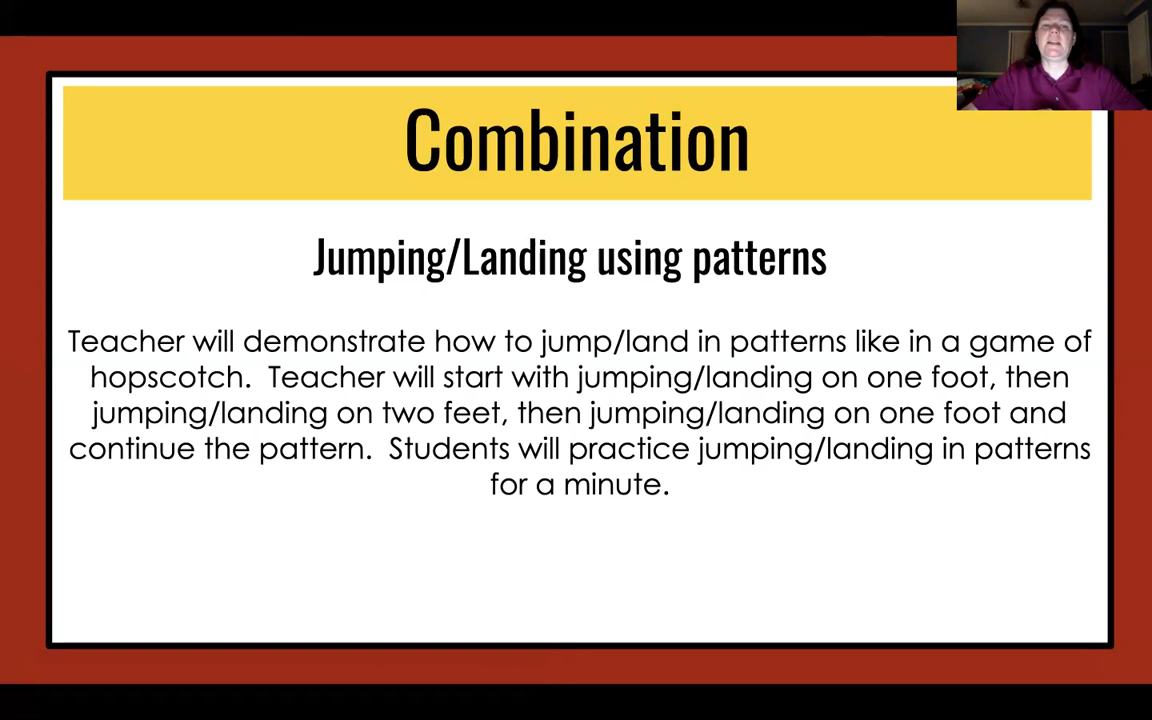 Combination
Jumping/Landing using patterns
Teacher will demonstrate how to jump/land in patterns like in a game of
hopscotch.  Teacher will start with jumping/landing on one foot, then
jumping/landing on two feet, then jumping/landing on one foot and
continue the pattern.  Students will practice jumping/landing in patterns
for a minute.